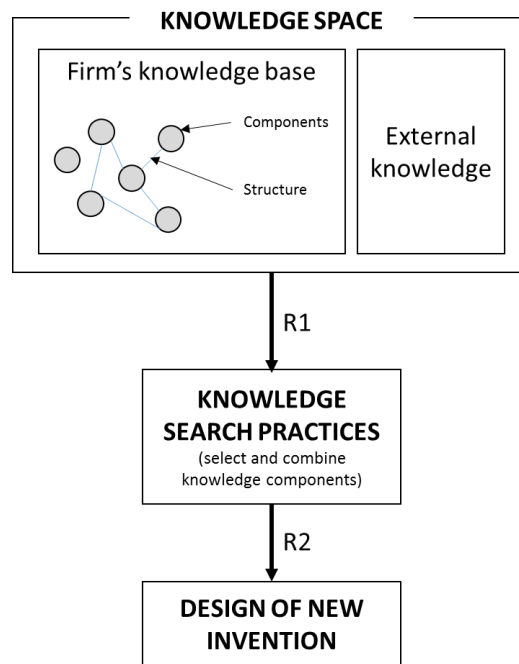 KNOWLEDGE SPACE
Firm's knowledge base
Components
Structure
External
knowledge
R1
KNOWLEDGE
SEARCH PRACTICES
(select and combine
knowledge components)
R2
DESIGN OF NEW
INVENTION